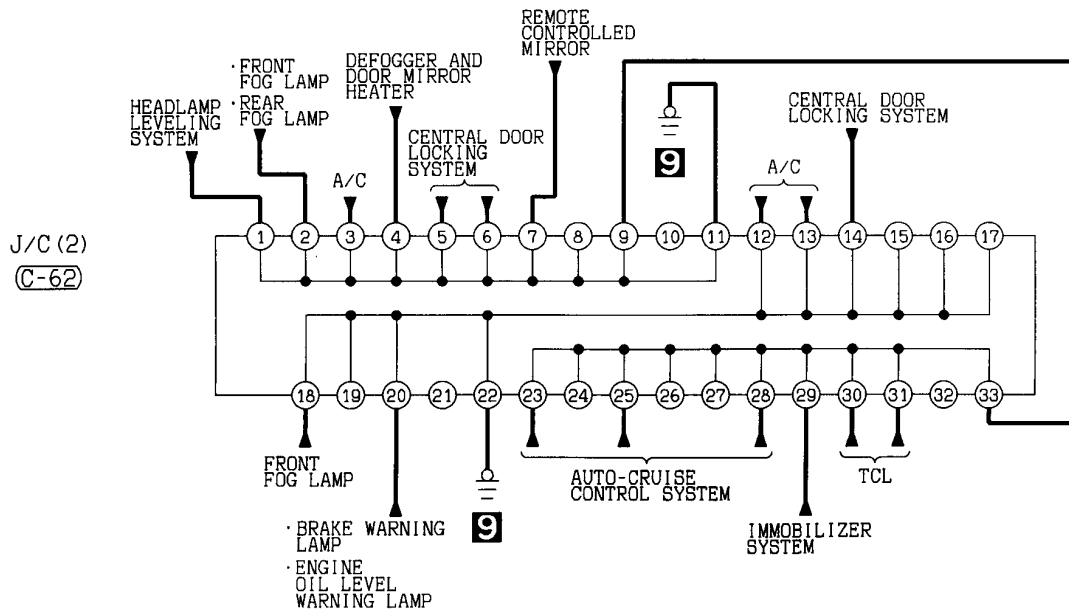 REMOTE
CONTROLLED
MIRROR
·FRONT
FOG LAMP
·REAR
FOG LAMP
DEFOGGER AND
DOOR MIRROR
HEATER
HEADLAMP
LEVELING
SYSTEM
CENTRAL DOOR
LOCKING
SYSTEM
A/C
9
A/C
CENTRAL DOOR
LOCKING SYSTEM
J/C(2)
C-62
1 2 3 4 5 6 7 8 9 10 11 12 13 14 15 16 17
18 19 20 21 22 23 24 25 26 27 28 29 30 31 32 33
FRONT
FOG LAMP
·BRAKE WARNING
LAMP
·ENGINE
OIL LEVEL
WARNING LAMP
9
AUTO-CRUISE
CONTROL SYSTEM
IMMOBILIZER
SYSTEM
TCL